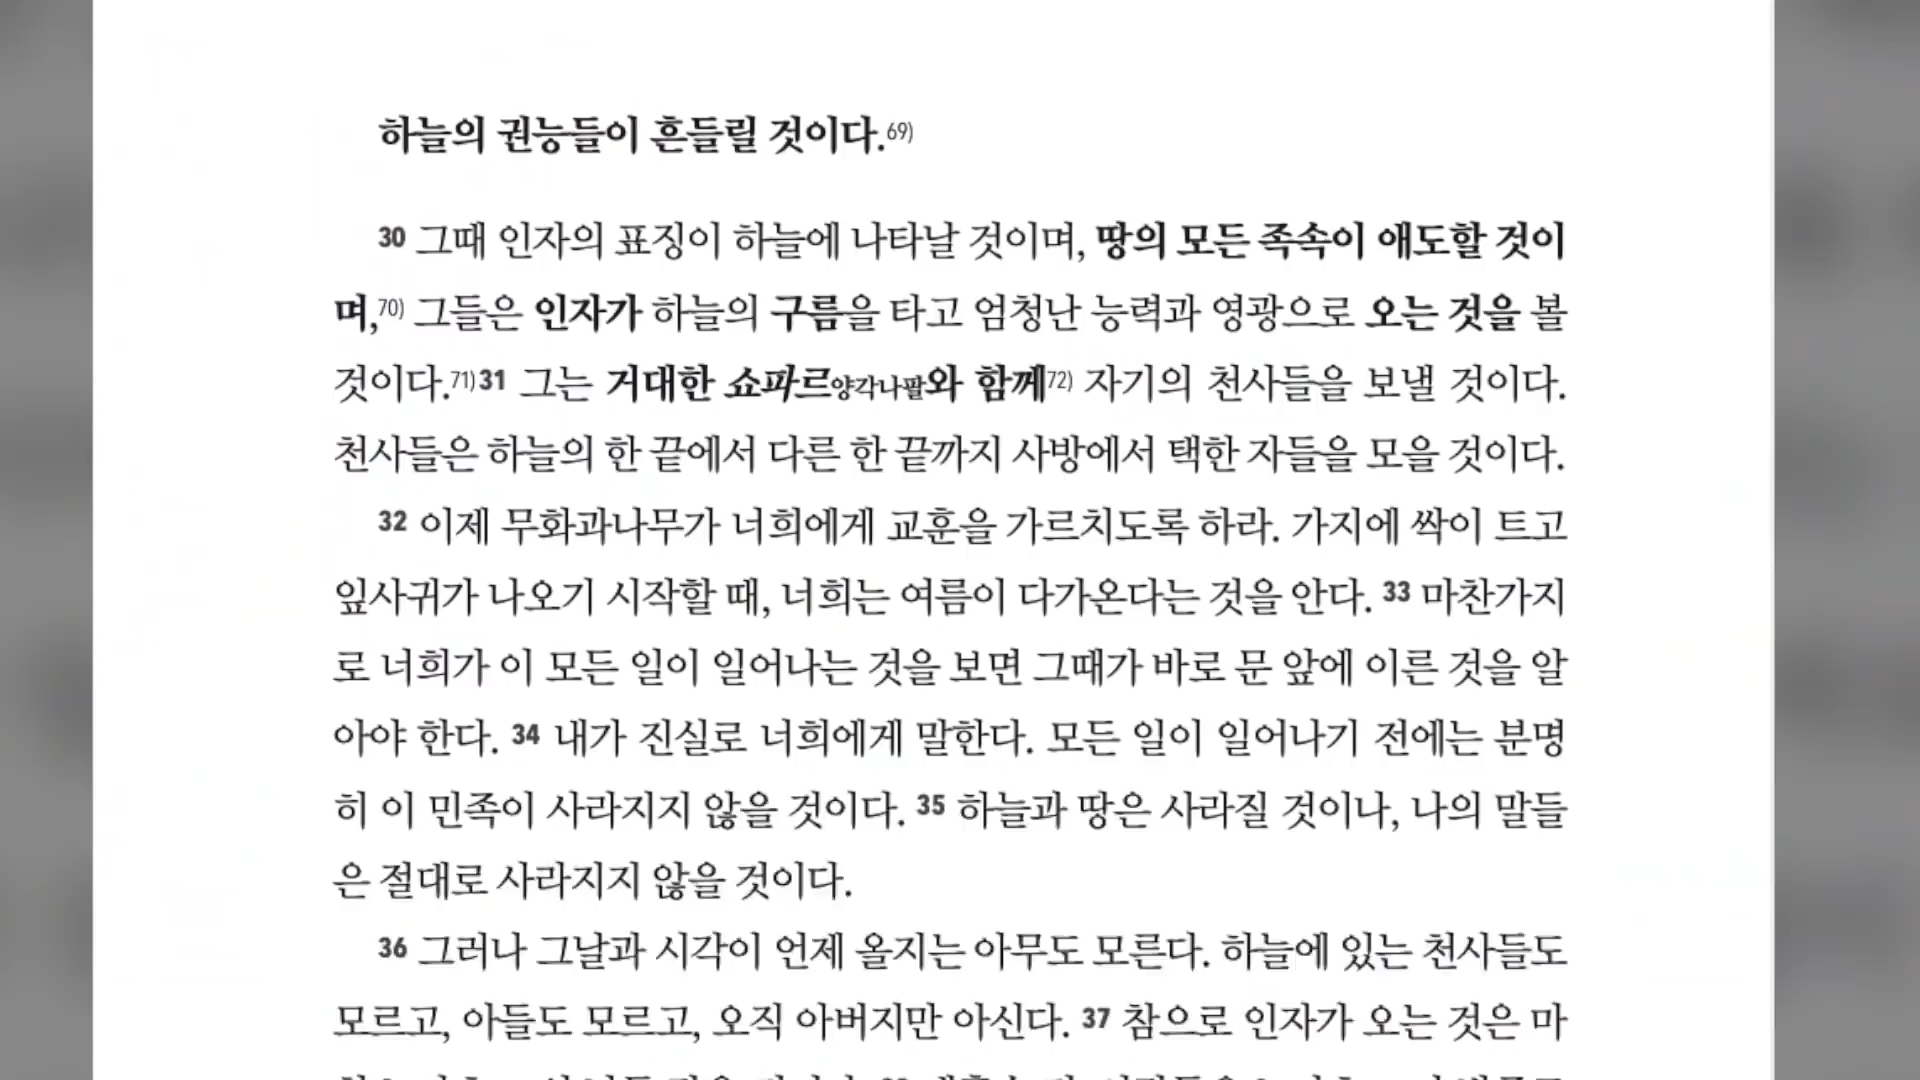 하늘의 권능들이 흔들릴 것이다.69)
30 그때 인자의 표징이 하늘에 나타날 것이며, 땅의 모든 족속이 애도할 것이
며,70) 그들은 인자가 하늘의 구름을 타고 엄청난 능력과 영광으로 오는 것을 볼
것이다.71)31 그는 거대한 쇼파르양각나팔와 함께72) 자기의 천사들을 보낼 것이다.
천사들은 하늘의 한 끝에서 다른 한 끝까지 사방에서 택한 자들을 모을 것이다.
32 이제 무화과나무가 너희에게 교훈을 가르치도록 하라. 가지에 싹이 트고
잎사귀가 나오기 시작할 때, 너희는 여름이 다가온다는 것을 안다. 33 마찬가지
로 너희가 이 모든 일이 일어나는 것을 보면 그때가 바로 문 앞에 이른 것을 알
아야 한다. 34 내가 진실로 너희에게 말한다. 모든 일이 일어나기 전에는 분명
히 이 민족이 사라지지 않을 것이다. 35 하늘과 땅은 사라질 것이나, 나의 말들
은 절대로 사라지지 않을 것이다.
36 그러나 그날과 시각이 언제 올지는 아무도 모른다. 하늘에 있는 천사들도
모르고, 아들도 모르고, 오직 아버지만 아신다. 37 참으로 인자가 오는 것은 마